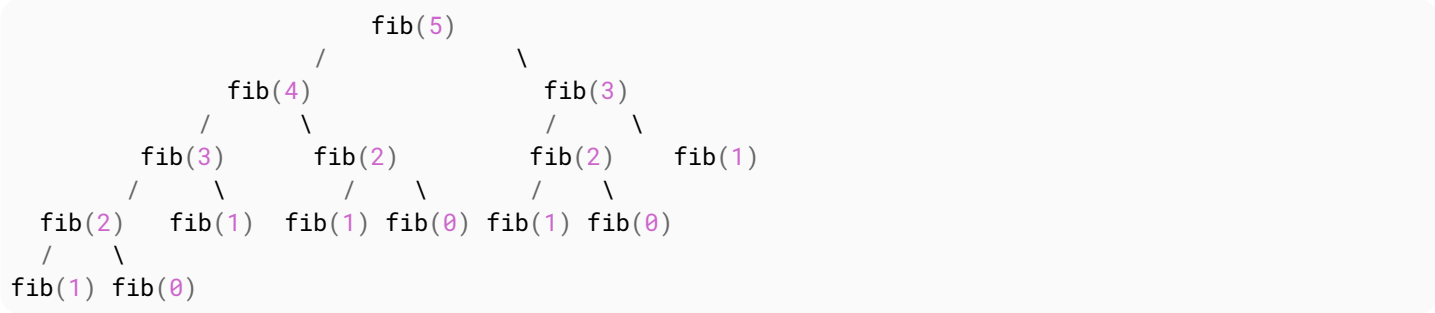 fib(5)
/ \
fib(4) fib(3)
/ \ / \
fib(3) fib(2) fib(2) fib(1)
/ \ / \ / \
fib(2) fib(1) fib(1) fib(0) fib(1) fib(0)
/ \
fib(1) fib(0)